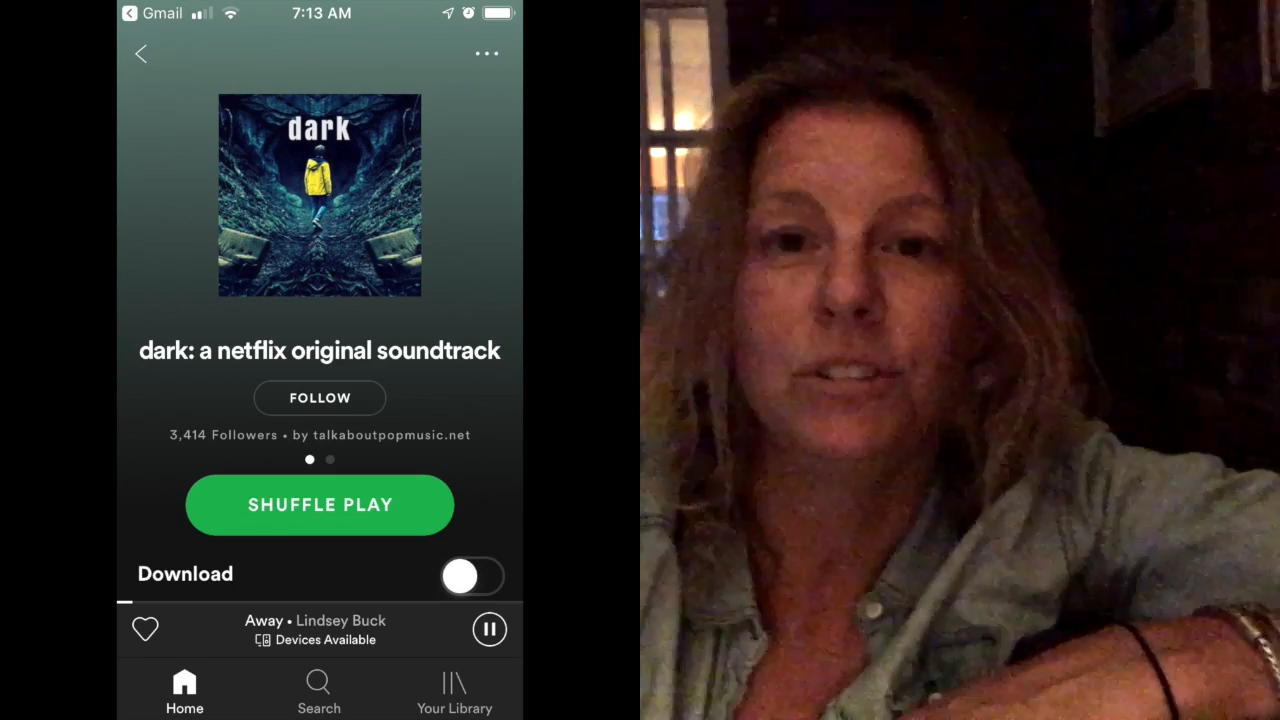 Gmail 7:13 AM
dark
dark: a netflix original soundtrack
FOLLOW
3,414 Followers • by talkaboutpopmusic.net
SHUFFLE PLAY
Download
Away • Lindsey Buck
Devices Available
Home Search Your Library